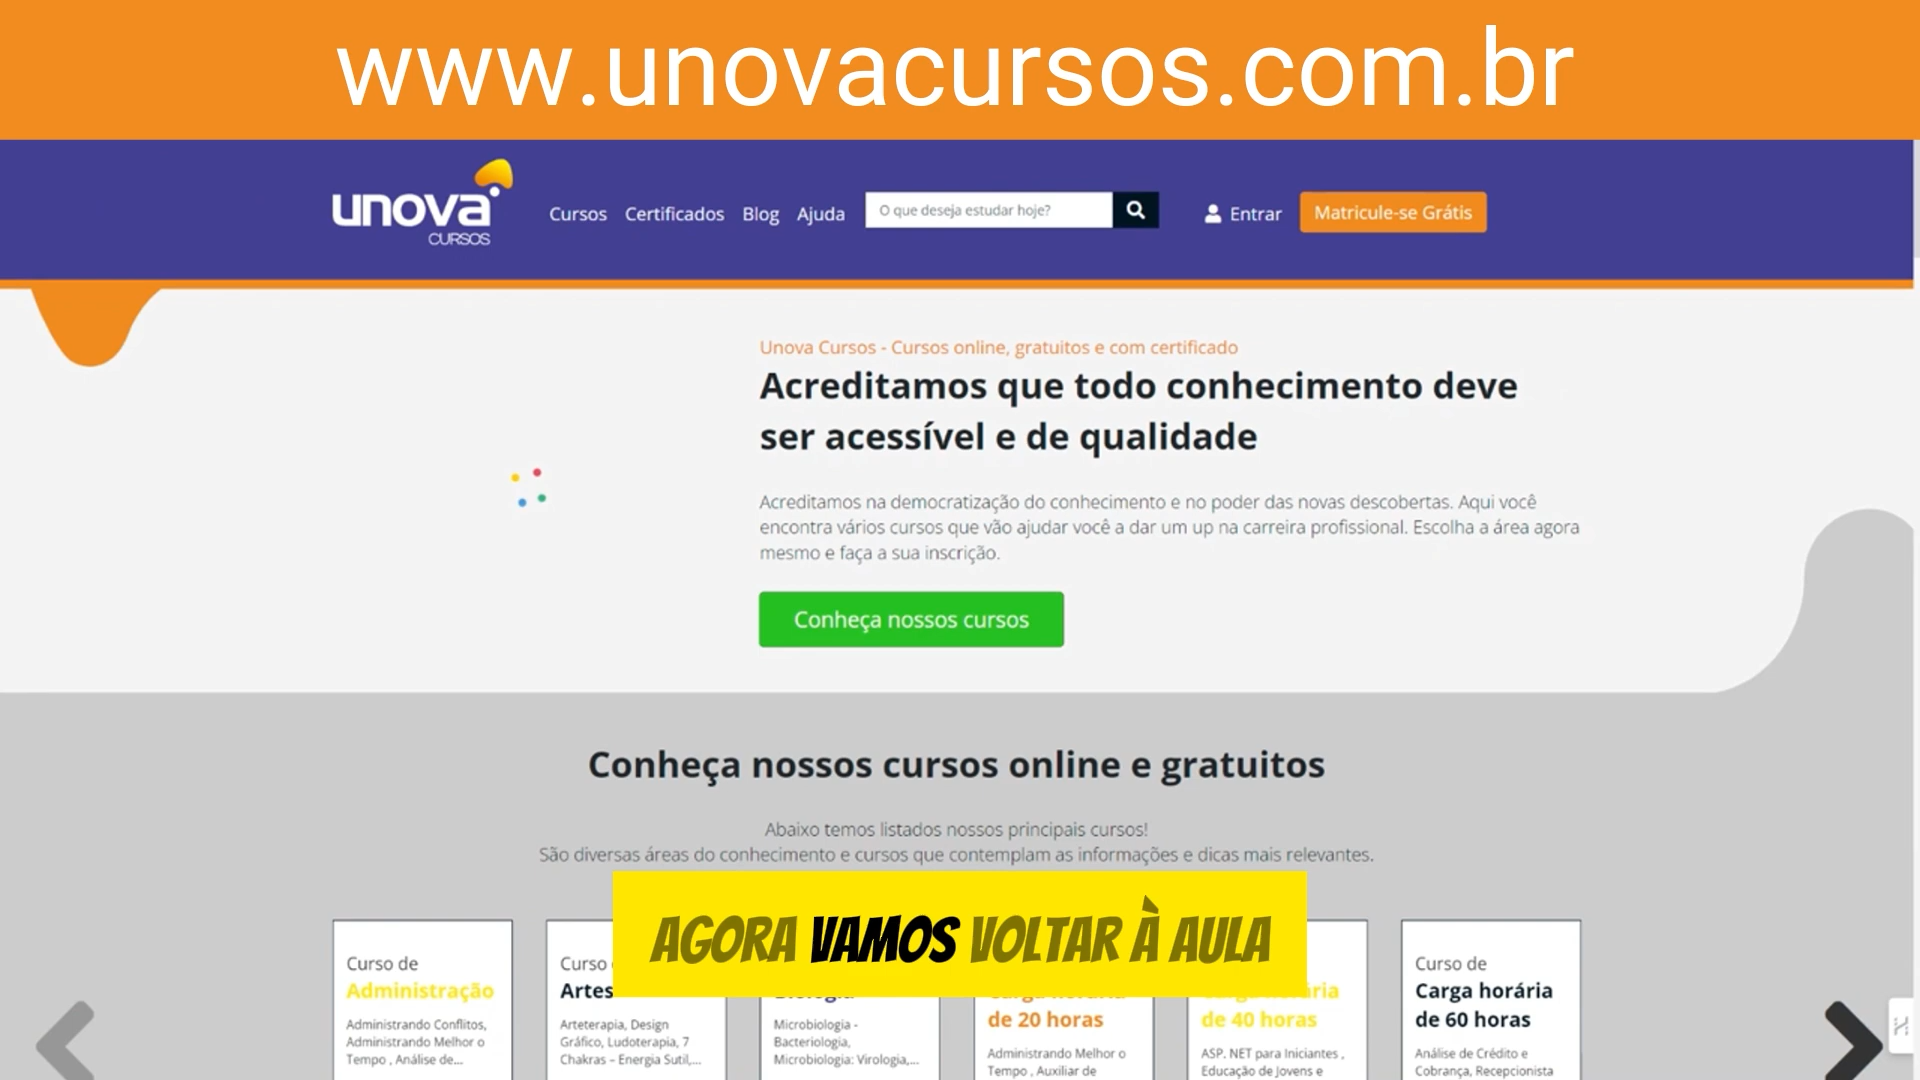 www.unovacursos.com.br
unova
CURSOS
Cursos Certificados Blog Ajuda
O que deseja estudar hoje?
Entrar
Matricule-se Grátis
Unova Cursos - Cursos online, gratuitos e com certificado
Acreditamos que todo conhecimento deve
ser acessível e de qualidade
Acreditamos na democratização do conhecimento e no poder das novas descobertas. Aqui você
encontra vários cursos que vão ajudar você a dar um up na carreira profissional. Escolha a área agora
mesmo e faça a sua inscrição.
Conheça nossos cursos
Conheça nossos cursos online e gratuitos
Abaixo temos listados nossos principais cursos!
São diversas áreas do conhecimento e cursos que contemplam as informações e dicas mais relevantes.
AGORA VAMOS VOLTAR À AULA
Curso de
Administração
Administrando Conflitos,
Administrando Melhor o
Tempo , Análise de...
Curso
Artes
Arteterapia, Design
Gráfico, Ludoterapia, 7
Chakras – Energia Sutil,...
Microbiologia -
Bacteriologia,
Microbiologia: Virologia,...
de 20 horas
Administrando Melhor o
Tempo , Auxiliar de
de 40 horas
ASP. NET para Iniciantes ,
Educação de Jovens e
Curso de
Carga horária
de 60 horas
Análise de Crédito e
Cobrança, Recepcionista